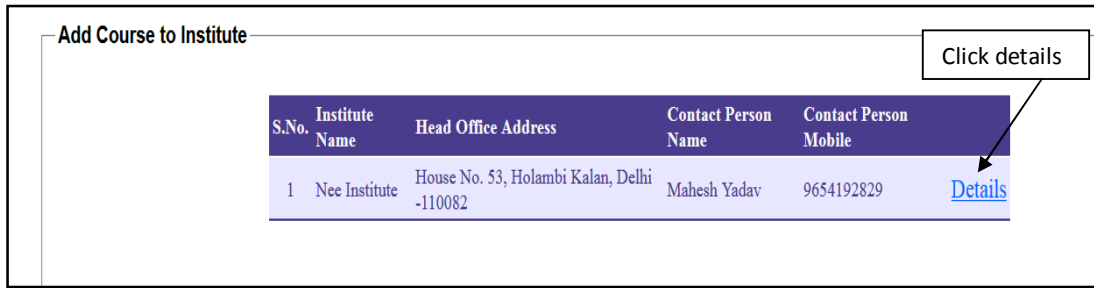 Add Course to Institute
Click details
S.No. Institute Name Head Office Address Contact Person Name Contact Person Mobile
1 Nee Institute House No. 53, Holambi Kalan, Delhi -110082 Mahesh Yadav 9654192829 Details